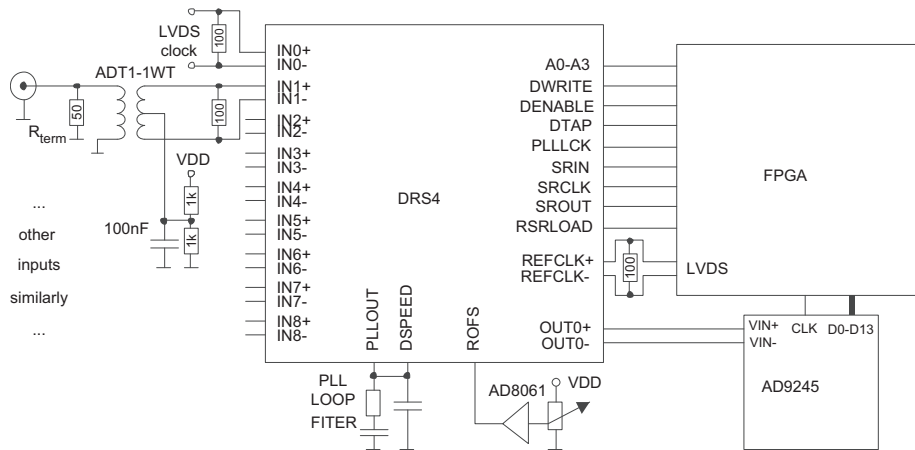 LVDS
clock
100
ADT1-1WT
50
R term
100
VDD
1k
1k
100nF
...
other
inputs
similarly
...
IN0+
IN0-
IN1+
IN1-
IN2+
IN2-
IN3+
IN3-
IN4+
IN4-
IN5+
IN5-
IN6+
IN6-
IN7+
IN7-
IN8+
IN8-
DRS4
PLLOUT
DSPEED
ROFS
A0-A3
DWRITE
DENABLE
DTAP
PLLLCK
SRIN
SRCLK
SROUT
RSRLOAD
REFCLK+
REFCLK-
OUT0+
OUT0-
100
LVDS
FPGA
PLL
LOOP
FITER
AD8061
VDD
VIN+
VIN-
CLK
D0-D13
AD9245